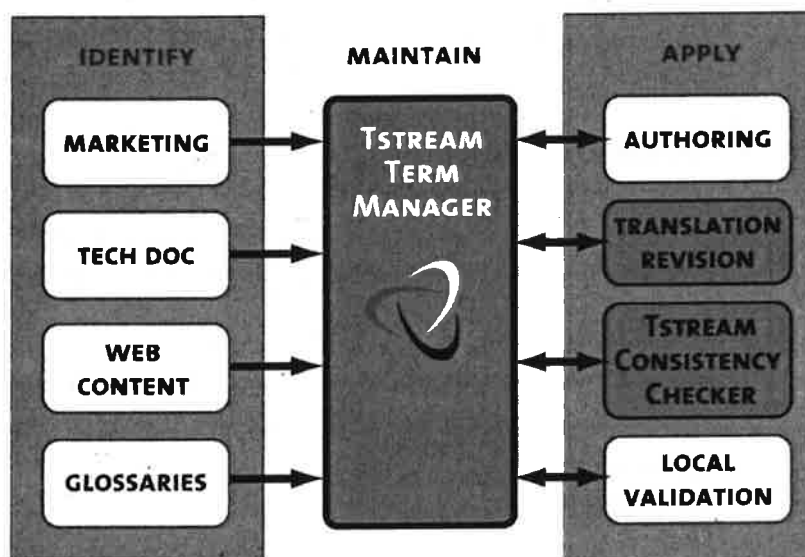 IDENTIFY
MARKETING
TECH DOC
WEB
CONTENT
GLOSSARIES
MAINTAIN
TSTREAM
TERM
MANAGER
APPLY
AUTHORING
TRANSLATION
REVISION
TSTREAM
CONSISTENCY
CHECKER
LOCAL
VALIDATION